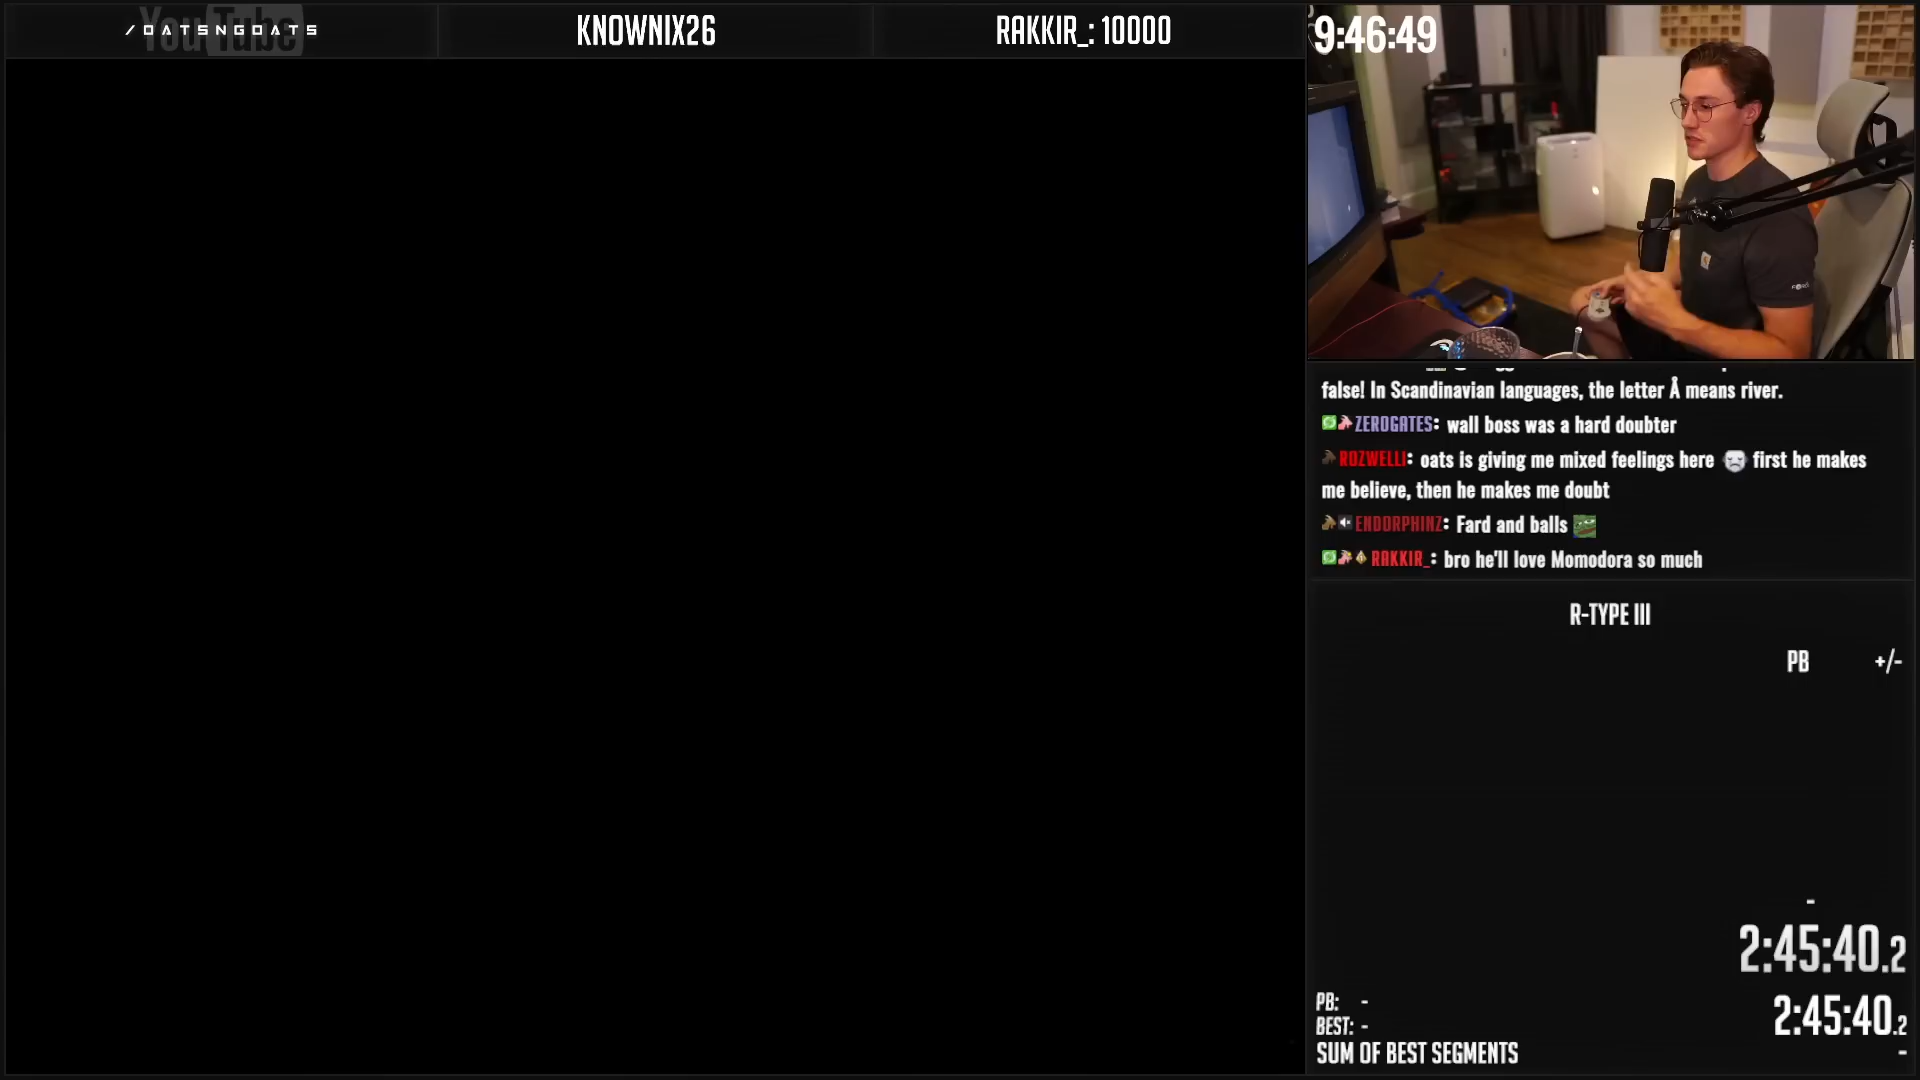 /OATSNGOATS
YouTube
KNOWNIX26
RAKKIR_: 10000
9:46:49
false! In Scandinavian languages, the letter Å means river.
ZEROGATES: wall boss was a hard doubter
ROZWELLI: oats is giving me mixed feelings here first he makes
me believe, then he makes me doubt
ENDORPHINZ: Fard and balls
RAKKIR_: bro he'll love Momodora so much
R-TYPE III
PB +/-
-
2:45:40.2
PB: -
2:45:40.2
BEST: -
SUM OF BEST SEGMENTS -